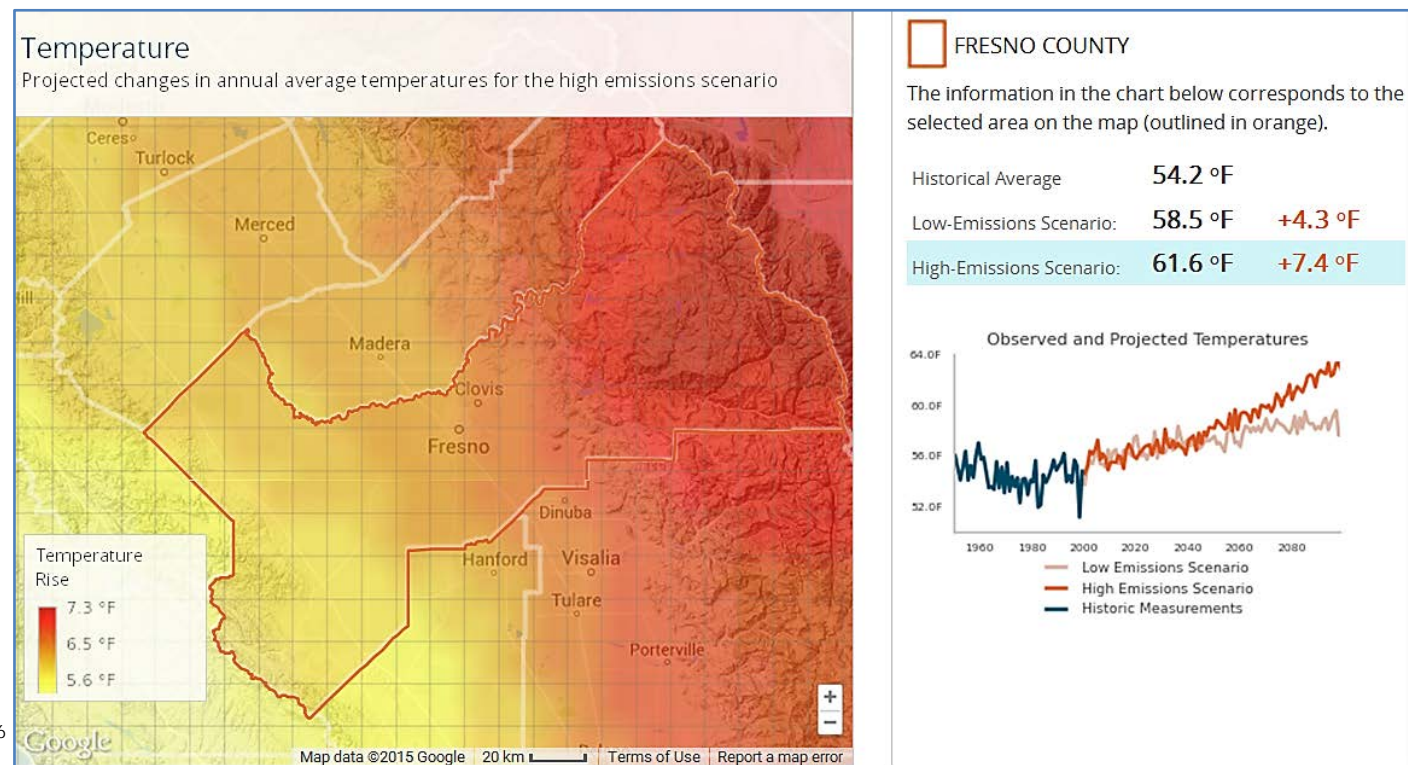 Temperature
Projected changes in annual average temperatures for the high emissions scenario
Ceres
Turlock
Merced
Madera
Clovis
Fresno
Dinuba
Hanford
Visalia
Tulare
Porterville
Temperature
Rise
7.3 °F
6.5 °F
5.6 °F
Google
Map data ©2015 Google
20 km
Terms of Use
Report a map error
+
−
FRESNO COUNTY
The information in the chart below corresponds to the
selected area on the map (outlined in orange).
Historical Average 54.2 °F
Low-Emissions Scenario: 58.5 °F +4.3 °F
High-Emissions Scenario: 61.6 °F +7.4 °F
Observed and Projected Temperatures
64.0F
60.0F
56.0F
52.0F
1960 1980 2000 2020 2040 2060 2080
Low Emissions Scenario
High Emissions Scenario
Historic Measurements